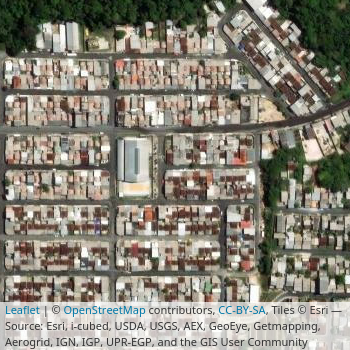 Leaflet | © OpenStreetMap contributors, CC-BY-SA, Tiles © Esri —
Source: Esri, i-cubed, USDA, USGS, AEX, GeoEye, Getmapping,
Aerogrid, IGN, IGP, UPR-EGP, and the GIS User Community